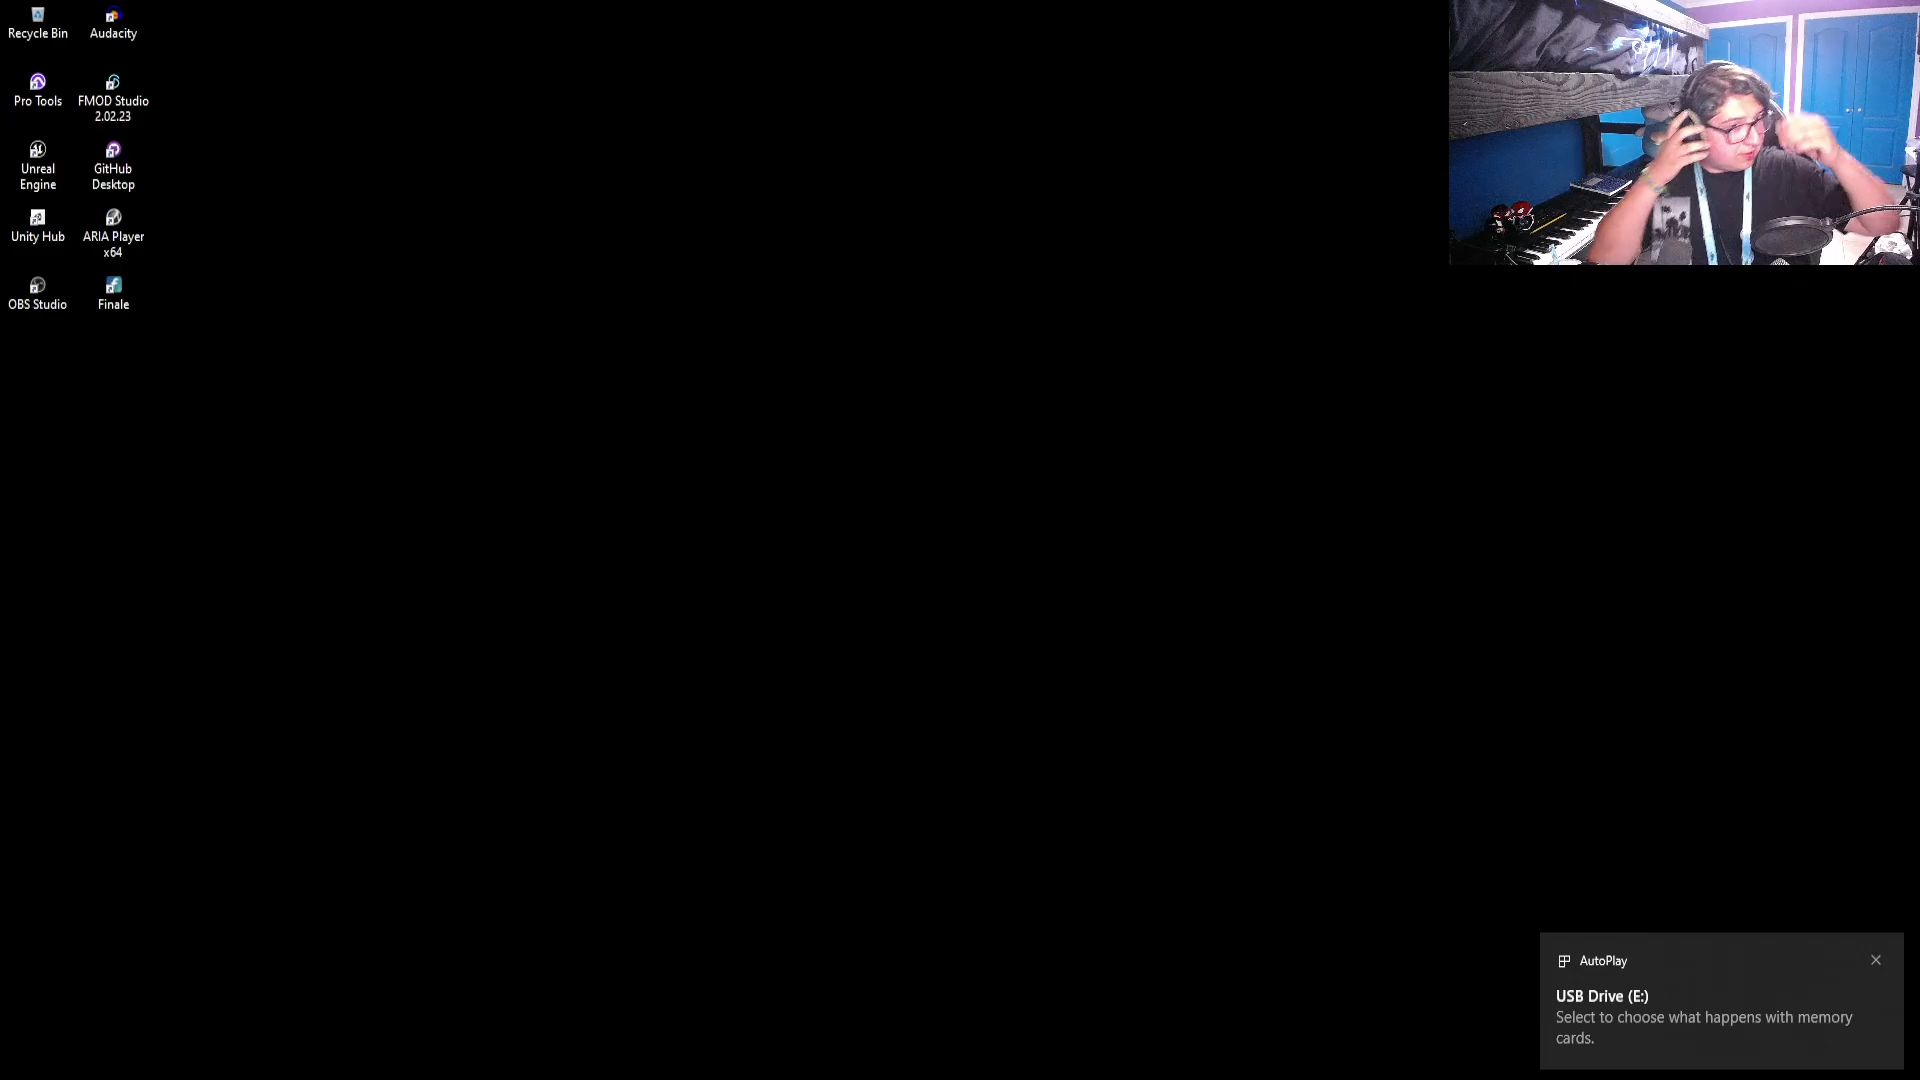 Recycle Bin
Audacity
Pro Tools
FMOD Studio
2.02.23
Unreal
Engine
GitHub
Desktop
Unity Hub
ARIA Player
x64
OBS Studio
Finale
AutoPlay
USB Drive (E:)
Select to choose what happens with memory
cards.